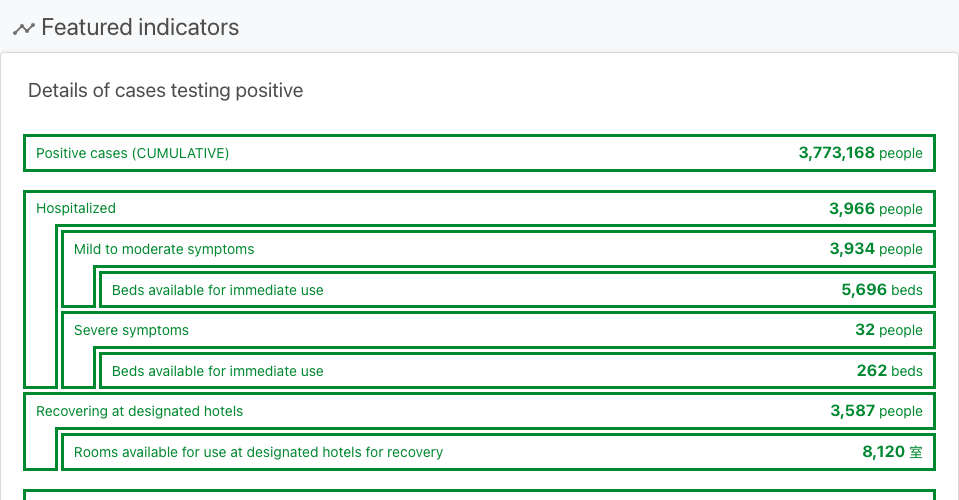 Featured indicators
Details of cases testing positive
Positive cases (CUMULATIVE) 3,773,168 people
Hospitalized 3,966 people
Mild to moderate symptoms 3,934 people
Beds available for immediate use 5,696 beds
Severe symptoms 32 people
Beds available for immediate use 262 beds
Recovering at designated hotels 3,587 people
Rooms available for use at designated hotels for recovery 8,120 室